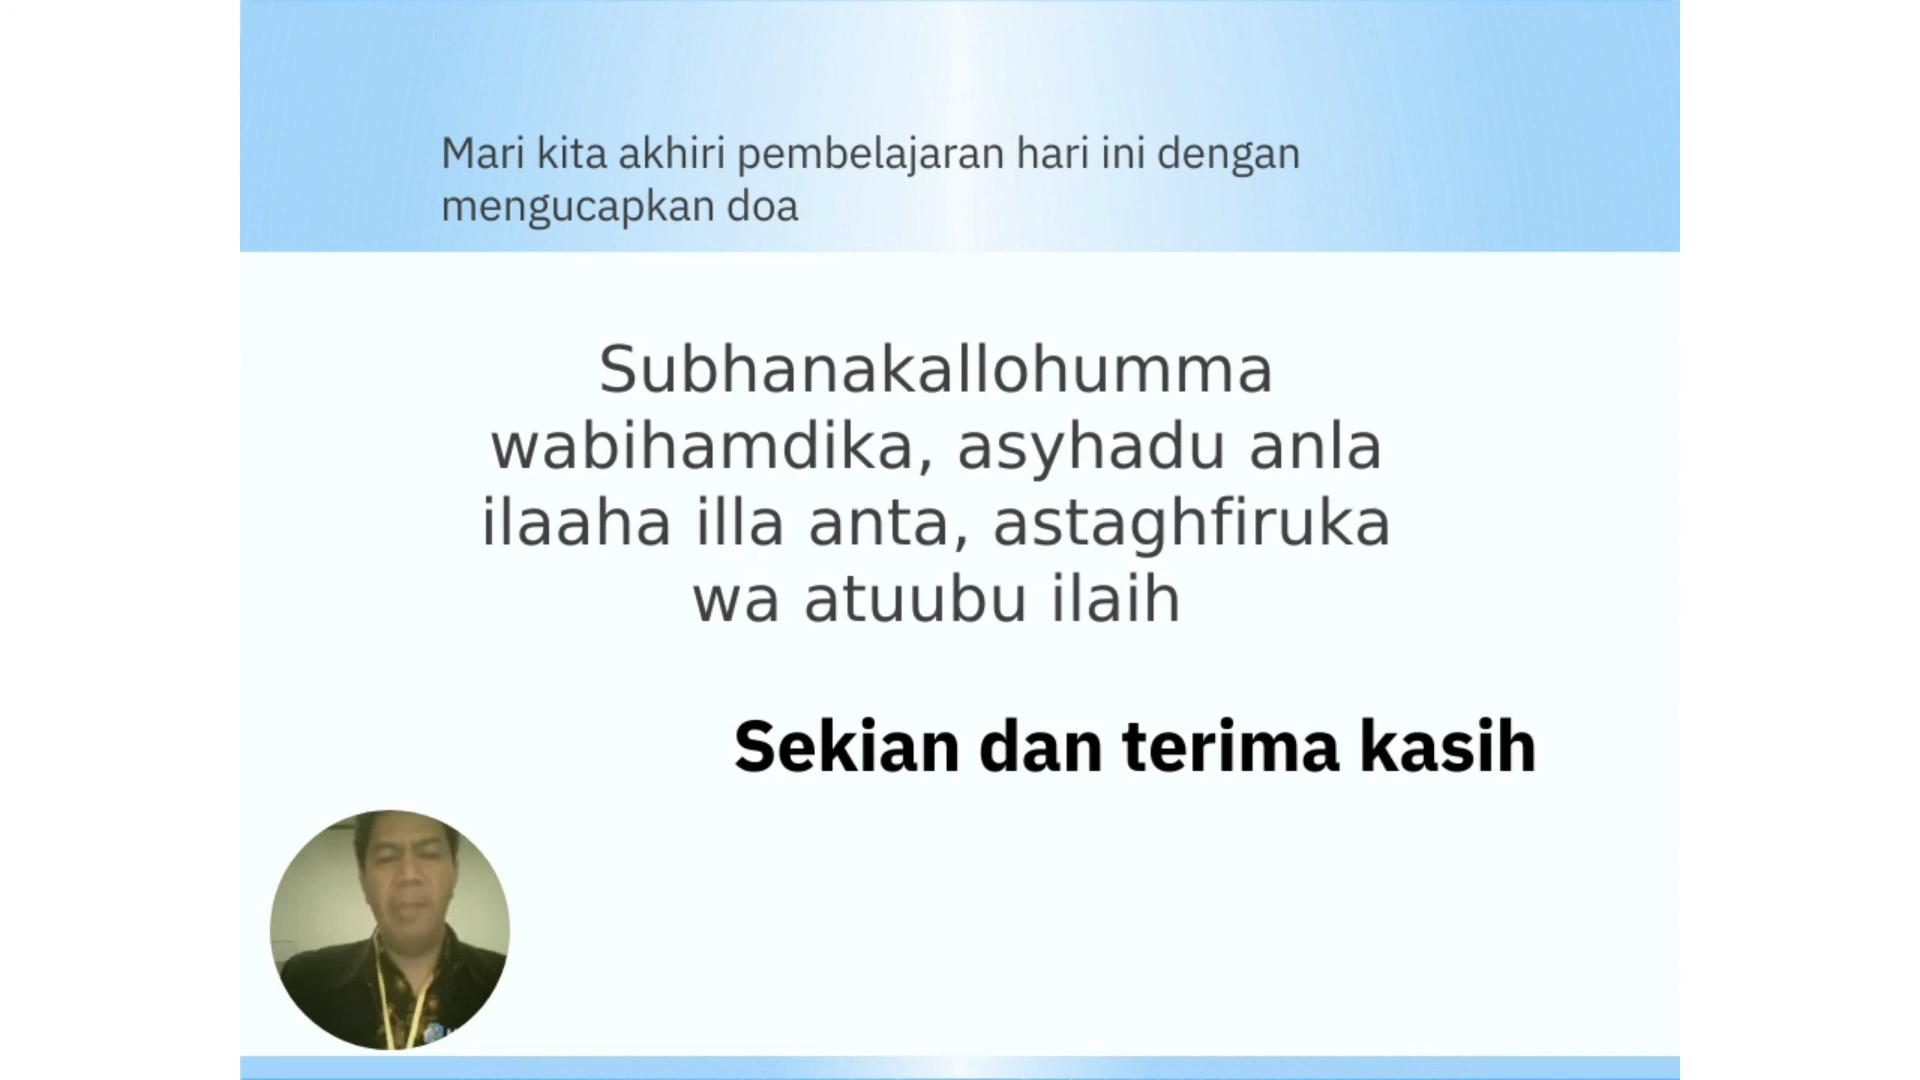 Mari kita akhiri pembelajaran hari ini dengan
mengucapkan doa
Subhanakallohumma
wabihamdika, asyhadu anla
ilaaha illa anta, astaghfiruka
wa atuubu ilaih
Sekian dan terima kasih